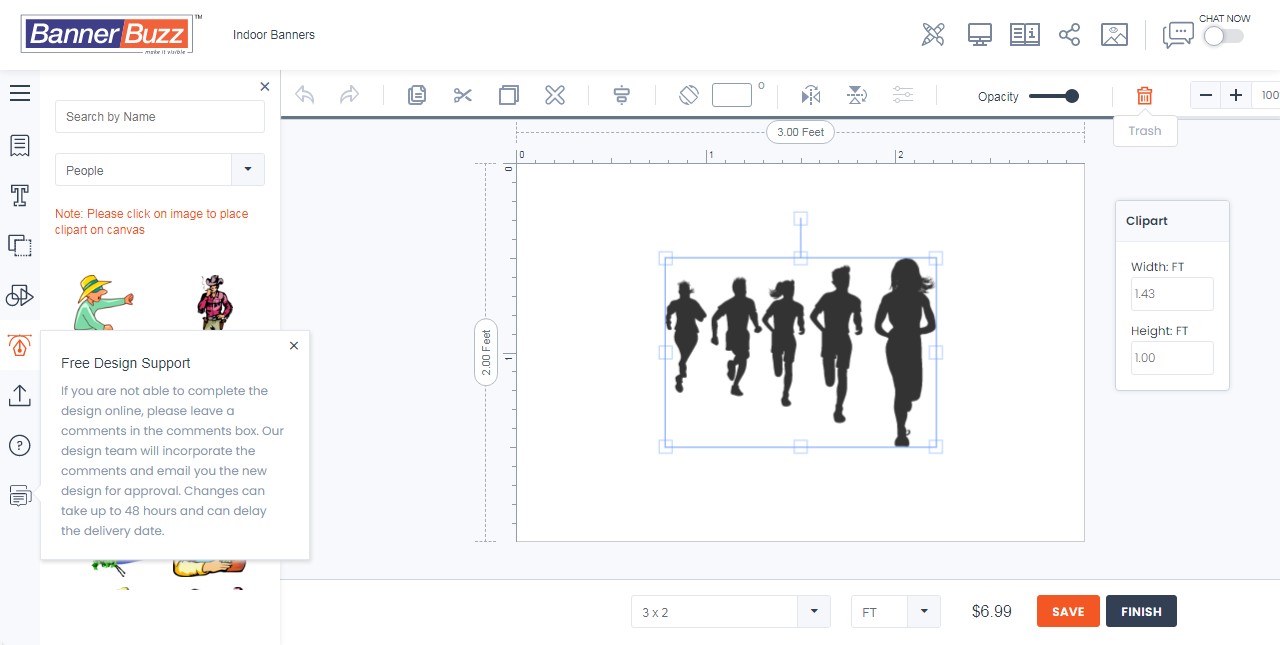 BannerBuzz™
make it visible
Indoor Banners
CHAT NOW
Search by Name
People
Note: Please click on image to place
clipart on canvas
Opacity
100
Trash
3.00 Feet
0 1 2
0
1
2.00 Feet
Clipart
Width: FT
1.43
Height: FT
1.00
Free Design Support
If you are not able to complete the
design online, please leave a
comments in the comments box. Our
design team will incorporate the
comments and email you the new
design for approval. Changes can
take up to 48 hours and can delay
the delivery date.
3 x 2
FT
$6.99
SAVE
FINISH